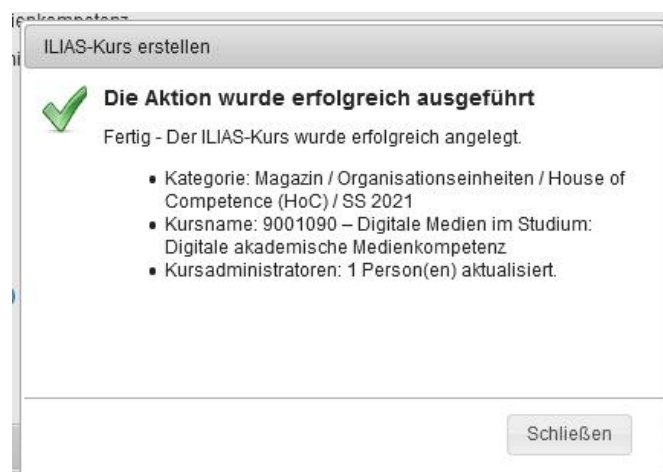 ienkompetenz
ILIAS-Kurs erstellen
Die Aktion wurde erfolgreich ausgeführt
Fertig - Der ILIAS-Kurs wurde erfolgreich angelegt.
• Kategorie: Magazin / Organisationseinheiten / House of
Competence (HoC) / SS 2021
• Kursname: 9001090 – Digitale Medien im Studium:
Digitale akademische Medienkompetenz
• Kursadministratoren: 1 Person(en) aktualisiert.
Schließen